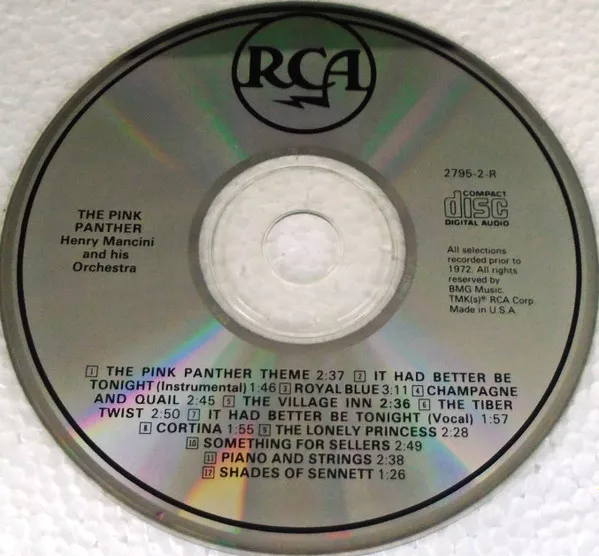 RCA
THE PINK
PANTHER
Henry Mancini
and his
Orchestra
2795-2-R
COMPACT
disc
DIGITAL AUDIO
All selections
recorded prior to
1972. All rights
reserved by
BMG Music.
TMK(s)® RCA Corp.
Made in U.S.A.
1 THE PINK PANTHER THEME 2:37 2 IT HAD BETTER BE
TONIGHT (Instrumental) 1:46 3 ROYAL BLUE 3:11 4 CHAMPAGNE
AND QUAIL 2:45 5 THE VILLAGE INN 2:36 6 THE TIBER
TWIST 2:50 7 IT HAD BETTER BE TONIGHT (Vocal) 1:57
8 CORTINA 1:55 9 THE LONELY PRINCESS 2:28
10 SOMETHING FOR SELLERS 2:49
11 PIANO AND STRINGS 2:38
12 SHADES OF SENNETT 1:26